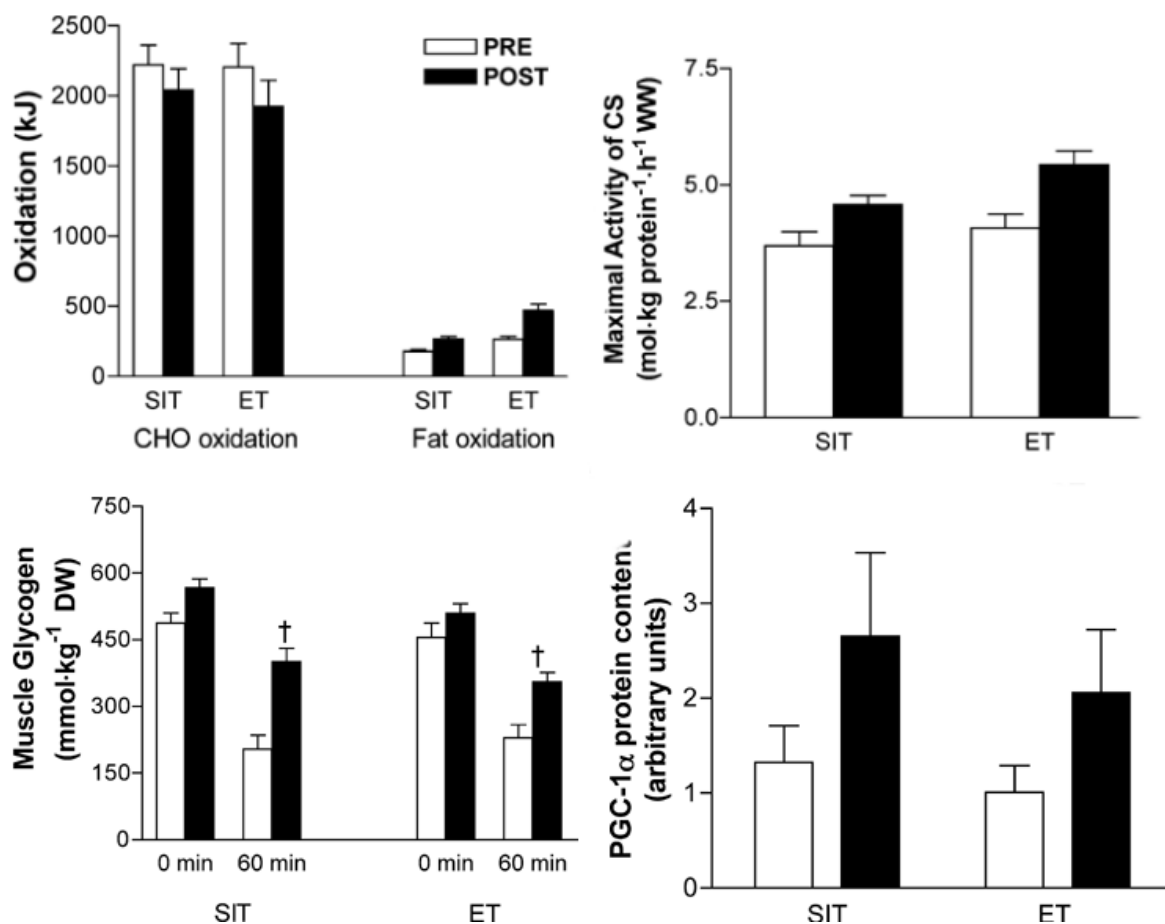 2500
2000
1500
1000
500
0
Oxidation (kJ)
PRE
POST
SIT ET SIT ET
CHO oxidation Fat oxidation
7.5
5.0
2.5
0.0
Maximal Activity of CS
(mol·kg protein⁻¹·h⁻¹ WW)
SIT ET
750
600
450
300
150
0
Muscle Glycogen
(mmol·kg⁻¹ DW)
†
†
0 min 60 min 0 min 60 min
SIT ET
4
3
2
1
0
PGC-1α protein conten
(arbitrary units)
SIT ET